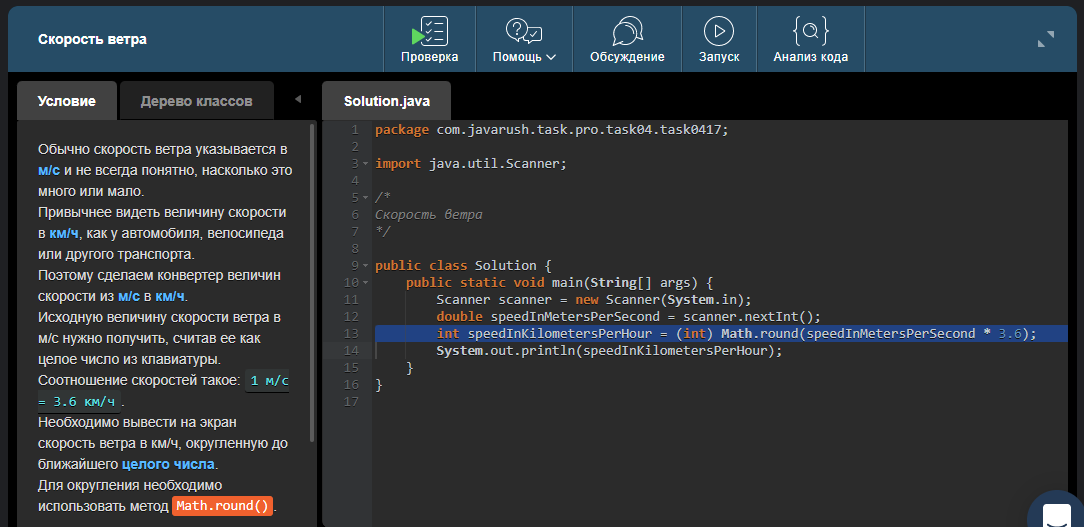 Скорость ветра
Проверка
Помощь
Обсуждение
Запуск
Анализ кода
Условие
Дерево классов
Обычно скорость ветра указывается в
м/с и не всегда понятно, насколько это
много или мало.
Привычнее видеть величину скорости
в км/ч, как у автомобиля, велосипеда
или другого транспорта.
Поэтому сделаем конвертер величин
скорости из м/с в км/ч.
Исходную величину скорости ветра в
м/с нужно получить, считав ее как
целое число из клавиатуры.
Соотношение скоростей такое: 1 м/с
= 3.6 км/ч.
Необходимо вывести на экран
скорость ветра в км/ч, округленную до
ближайшего целого числа.
Для округления необходимо
использовать метод Math.round().
Solution.java
1 package com.javarush.task.pro.task04.task0417;
2
3 import java.util.Scanner;
4
5 /*
6 Скорость ветра
7 */
8
9 public class Solution {
10 public static void main(String[] args) {
11 Scanner scanner = new Scanner(System.in);
12 double speedInMetersPerSecond = scanner.nextInt();
13 int speedInKilometersPerHour = (int) Math.round(speedInMetersPerSecond * 3.6);
14 System.out.println(speedInKilometersPerHour);
15 }
16 }
17